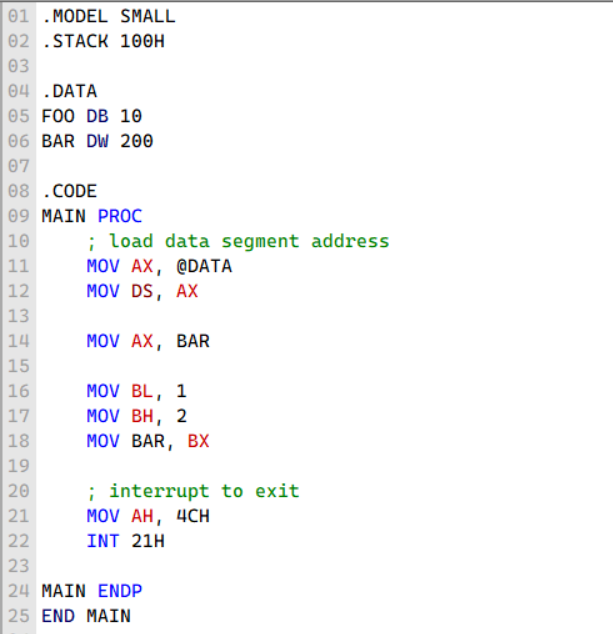 01 .MODEL SMALL
02 .STACK 100H
03
04 .DATA
05 FOO DB 10
06 BAR DW 200
07
08 .CODE
09 MAIN PROC
10     ; load data segment address
11     MOV AX, @DATA
12     MOV DS, AX
13
14     MOV AX, BAR
15
16     MOV BL, 1
17     MOV BH, 2
18     MOV BAR, BX
19
20     ; interrupt to exit
21     MOV AH, 4CH
22     INT 21H
23
24 MAIN ENDP
25 END MAIN